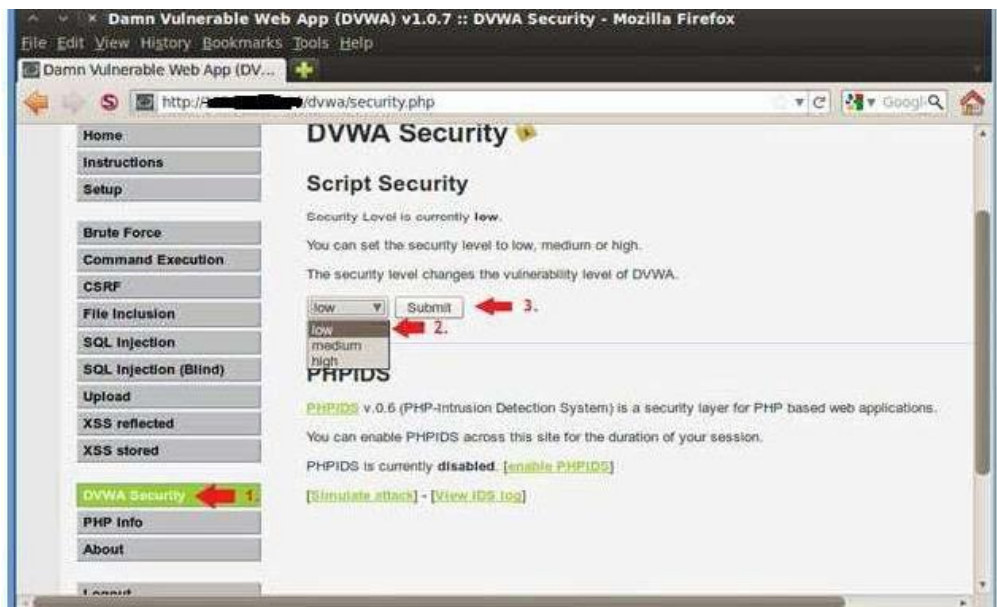 Damn Vulnerable Web App (DVWA) v1.0.7 :: DVWA Security - Mozilla Firefox
File Edit View History Bookmarks Tools Help
Damn Vulnerable Web App (DV...
http:// /dvwa/security.php
Googl
Home
Instructions
Setup
Brute Force
Command Execution
CSRF
File Inclusion
SQL Injection
SQL Injection (Blind)
Upload
XSS reflected
XSS stored
DVWA Security 1.
PHP Info
About
Logout
DVWA Security
Script Security
Security Level is currently low.
You can set the security level to low, medium or high.
The security level changes the vulnerability level of DVWA.
low Submit 3.
low 2.
medium
high
PHPIDS
PHPIDS v.0.6 (PHP-Intrusion Detection System) is a security layer for PHP based web applications.
You can enable PHPIDS across this site for the duration of your session.
PHPIDS is currently disabled. [enable PHPIDS]
[Simulate attack] - [View IDS log]